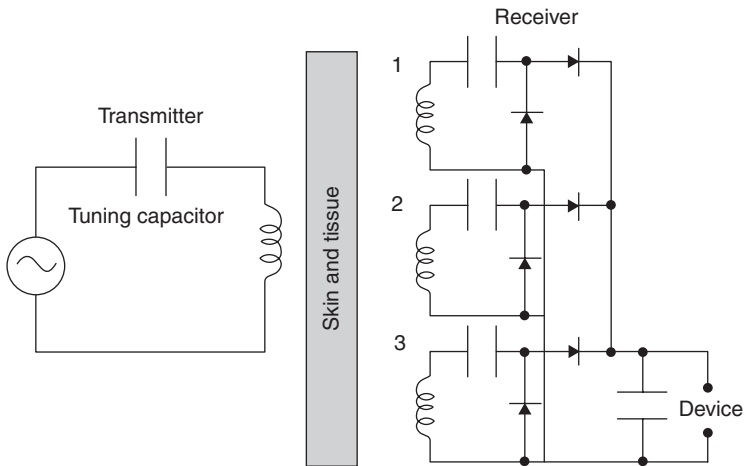 Receiver
1
Transmitter
Tuning capacitor
Skin and tissue
2
3
Device